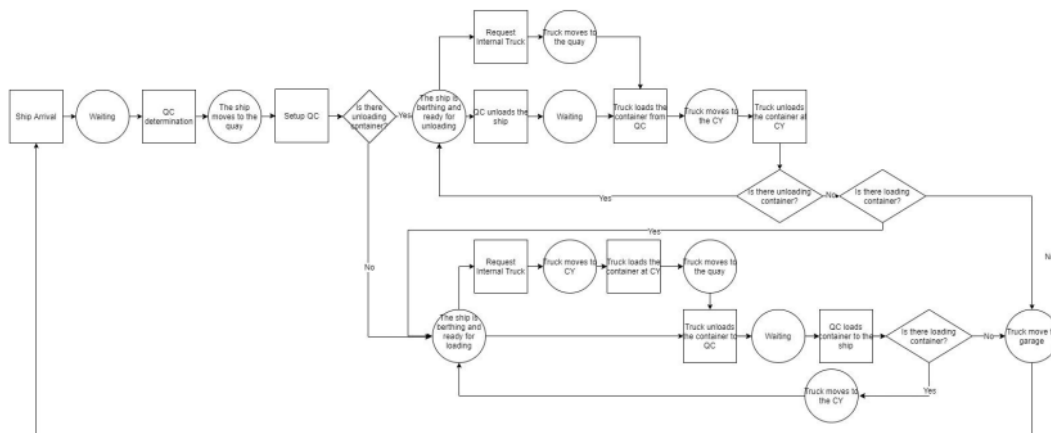 Request
Internal Truck
Truck moves to
the quay
Ship Arrival
Waiting
QC
determination
The ship
moves to the
quay
Setup QC
Is there
unloading
container?
Yes
The ship is
berthing and
ready for
unloading
QC unloads the
ship
Waiting
Truck loads the
container from
QC
Truck moves to
the CY
Truck unloads
the container at
CY
Is there unloading
container?
No
Is there loading
container?
Yes
Yes
No
Request
Internal Truck
Truck moves to
CY
Truck loads the
container at CY
Truck moves to
the quay
No
The ship is
berthing and
ready for
loading
Truck unloads
the container to
QC
Waiting
QC loads
container to the
ship
Is there loading
container?
No
Truck move
garage
Yes
Truck moves to
the CY